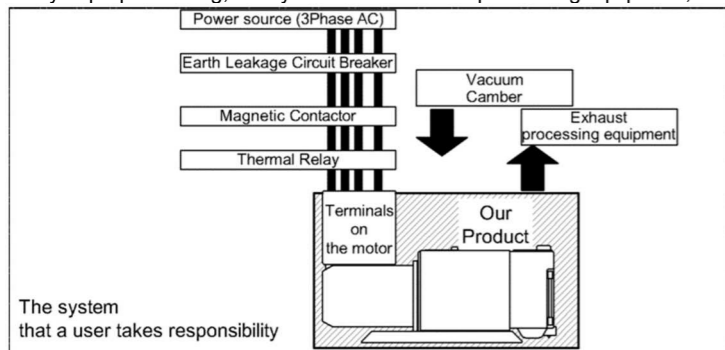 Power source (3Phase AC)
Earth Leakage Circuit Breaker
Magnetic Contactor
Thermal Relay
Vacuum
Camber
Exhaust
processing equipment
Terminals
on
the motor
Our
Product
The system
that a user takes responsibility